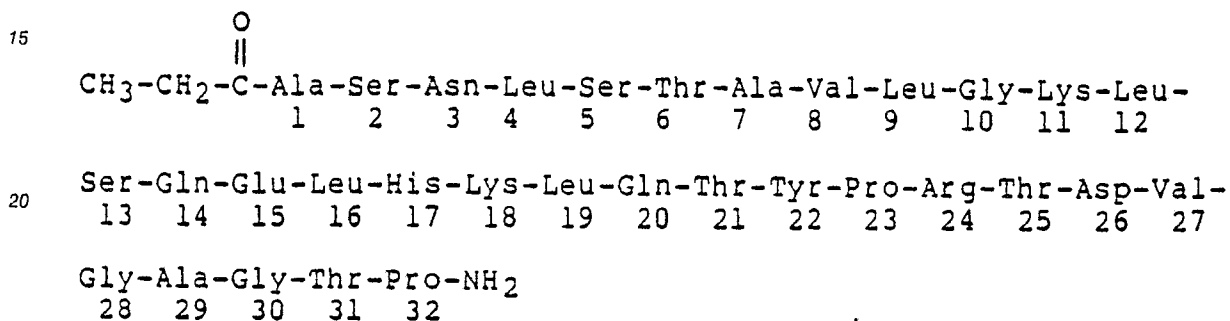 O
15
||
CH3-CH2-C-Ala-Ser-Asn-Leu-Ser-Thr-Ala-Val-Leu-Gly-Lys-Leu-
1 2 3 4 5 6 7 8 9 10 11 12
20 Ser-Gln-Glu-Leu-His-Lys-Leu-Gln-Thr-Tyr-Pro-Arg-Thr-Asp-Val-
13 14 15 16 17 18 19 20 21 22 23 24 25 26 27
Gly-Ala-Gly-Thr-Pro-NH2
28 29 30 31 32